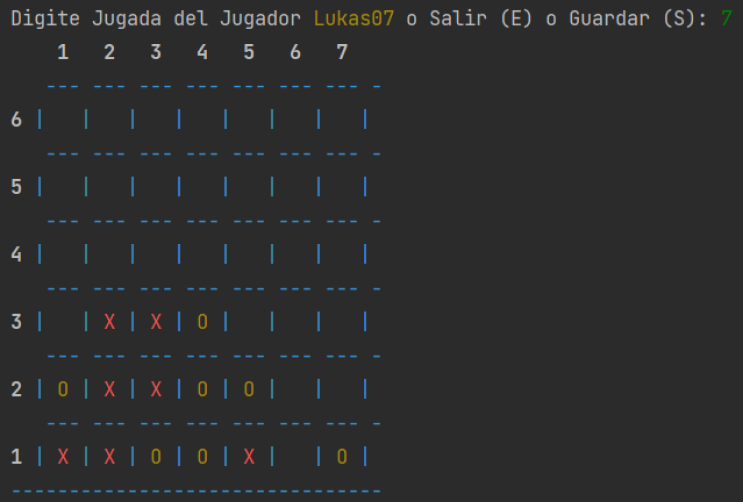 Digite Jugada del Jugador Lukas07 o Salir (E) o Guardar (S): 7
1 2 3 4 5 6 7
--- --- --- --- --- --- --- -
6 |   |   |   |   |   |   |   |
--- --- --- --- --- --- --- -
5 |   |   |   |   |   |   |   |
--- --- --- --- --- --- --- -
4 |   |   |   |   |   |   |   |
--- --- --- --- --- --- --- -
3 |   | X | X | O |   |   |   |
--- --- --- --- --- --- --- -
2 | O | X | X | O | O |   |   |
--- --- --- --- --- --- --- -
1 | X | X | O | O | X |   | O |
--------------------------------